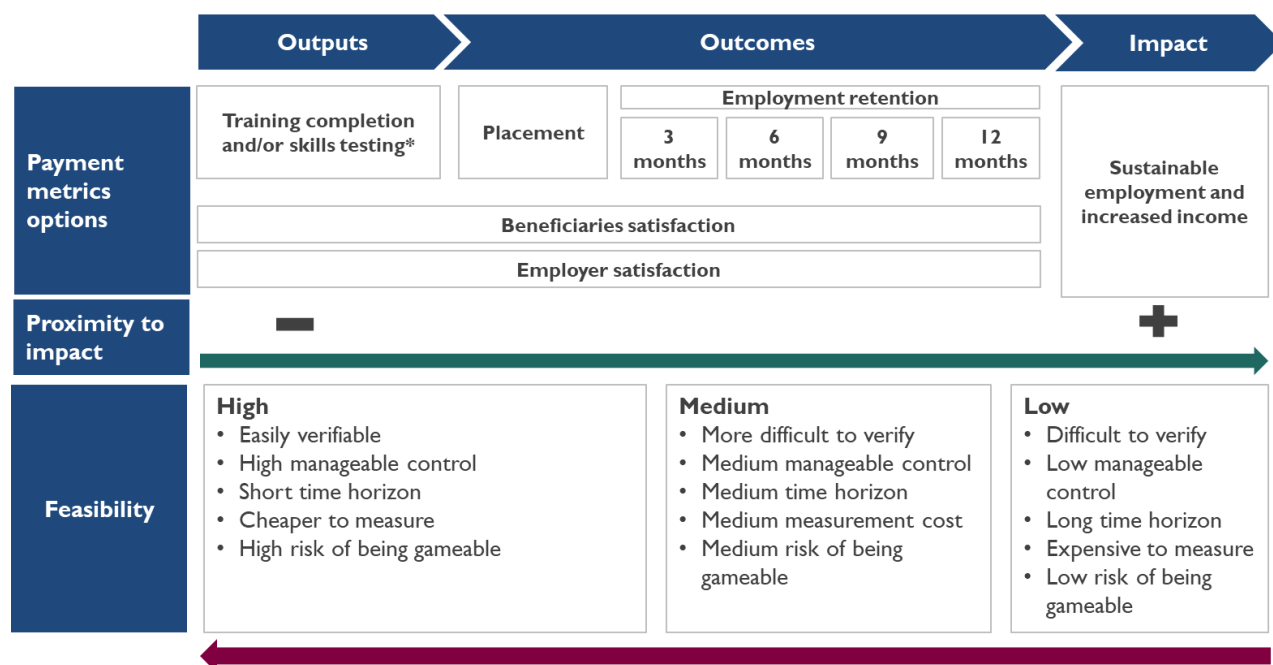 Outputs
Outcomes
Impact
Payment
metrics
options
Training completion
and/or skills testing*
Placement
Employment retention
3
months
6
months
9
months
12
months
Sustainable
employment and
increased income
Beneficiaries satisfaction
Employer satisfaction
Proximity to
impact
Feasibility
High
• Easily verifiable
• High manageable control
• Short time horizon
• Cheaper to measure
• High risk of being gameable
Medium
• More difficult to verify
• Medium manageable control
• Medium time horizon
• Medium measurement cost
• Medium risk of being
gameable
Low
• Difficult to verify
• Low manageable
control
• Long time horizon
• Expensive to measure
• Low risk of being
gameable